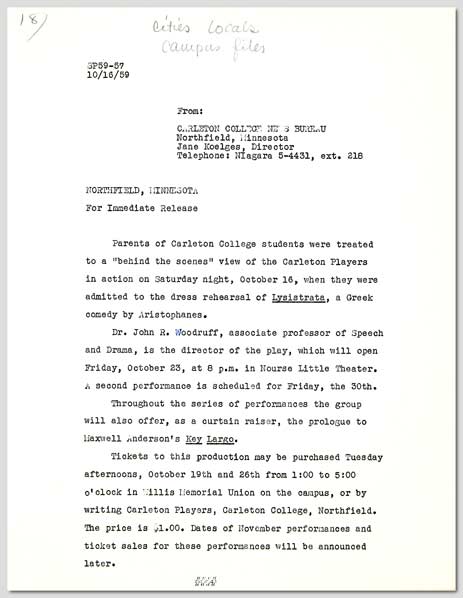 18)
Cities Locals
Campus files
SP59-57
10/16/59
From:
CARLETON COLLEGE NEWS BUREAU
Northfield, Minnesota
Jane Koelges, Director
Telephone: NIagara 5-4431, ext. 218
NORTHFIELD, MINNESOTA
For Immediate Release
Parents of Carleton College students were treated
to a "behind the scenes" view of the Carleton Players
in action on Saturday night, October 16, when they were
admitted to the dress rehearsal of Lysistrata, a Greek
comedy by Aristophanes.
Dr. John R. Woodruff, associate professor of Speech
and Drama, is the director of the play, which will open
Friday, October 23, at 8 p.m. in Nourse Little Theater.
A second performance is scheduled for Friday, the 30th.
Throughout the series of performances the group
will also offer, as a curtain raiser, the prologue to
Maxwell Anderson's Key Largo.
Tickets to this production may be purchased Tuesday
afternoons, October 19th and 26th from 1:00 to 5:00
o'clock in Willis Memorial Union on the campus, or by
writing Carleton Players, Carleton College, Northfield.
The price is $1.00. Dates of November performances and
ticket sales for these performances will be announced
later.